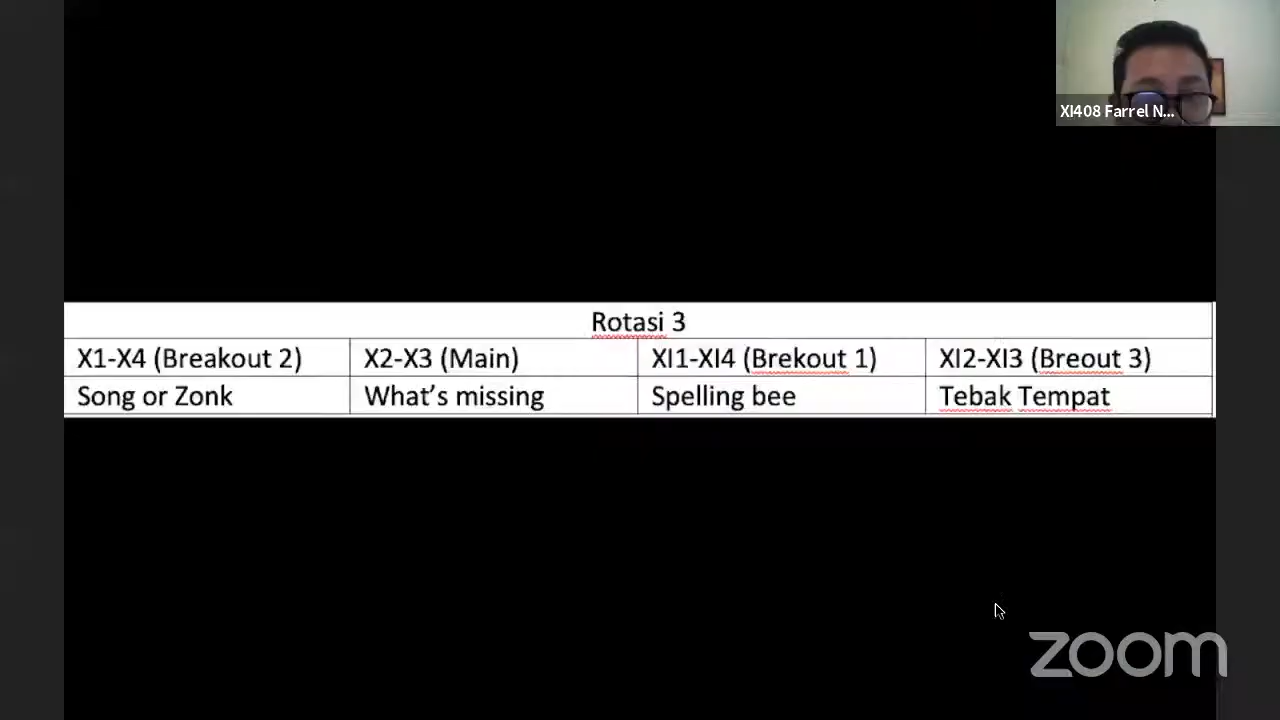 XI408 Farrel N...
Rotasi 3
X1-X4 (Breakout 2)
X2-X3 (Main)
XI1-XI4 (Brekout 1)
XI2-XI3 (Breout 3)
Song or Zonk
What's missing
Spelling bee
Tebak Tempat
zoom